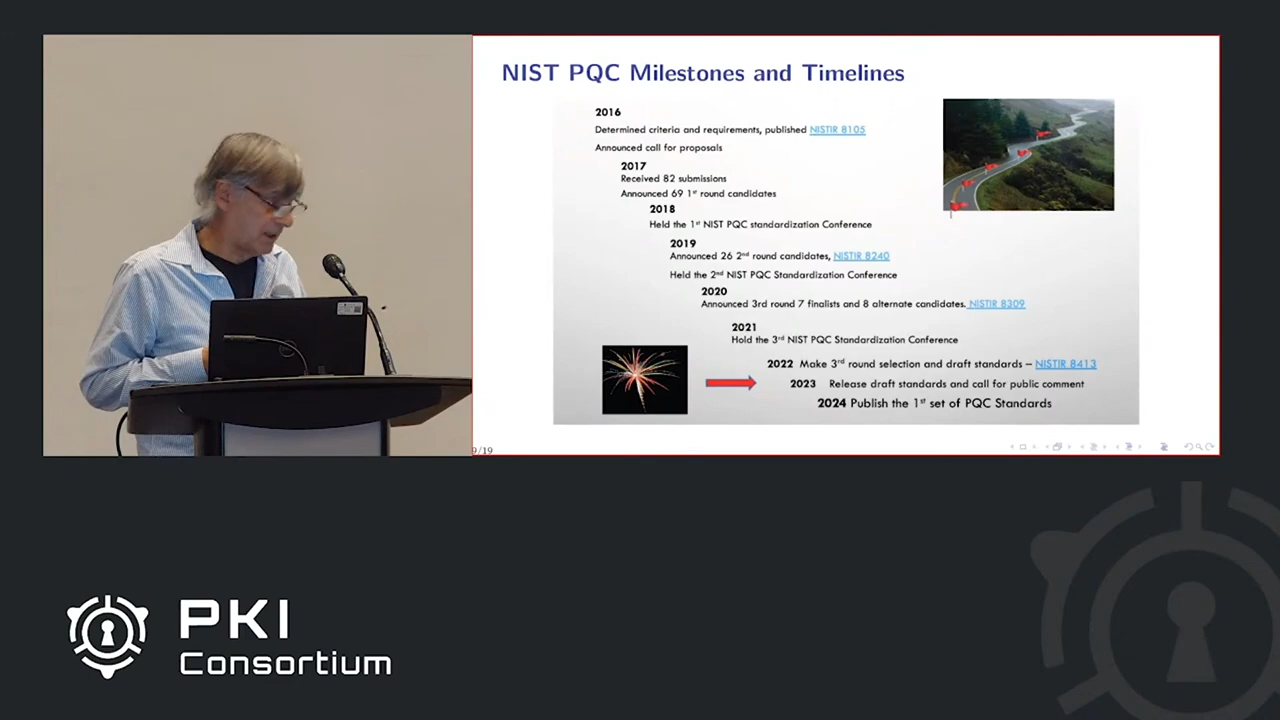 NIST PQC Milestones and Timelines
2016
Determined criteria and requirements, published NISTIR 8105
Announced call for proposals
2017
Received 82 submissions
Announced 69 1st round candidates
2018
Held the 1st NIST PQC standardization Conference
2019
Announced 26 2nd round candidates, NISTIR 8240
Held the 2nd NIST PQC Standardization Conference
2020
Announced 3rd round 7 finalists and 8 alternate candidates. NISTIR 8309
2021
Hold the 3rd NIST PQC Standardization Conference
2022 Make 3rd round selection and draft standards – NISTIR 8413
2023 Release draft standards and call for public comment
2024 Publish the 1st set of PQC Standards
9/19
PKI
Consortium